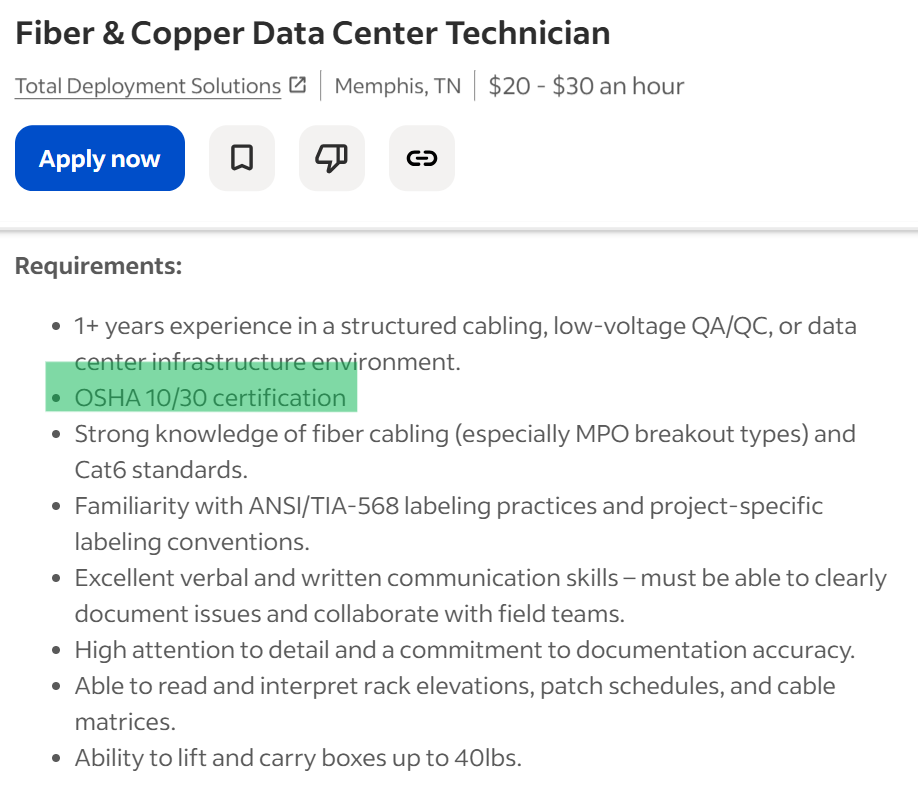 Fiber & Copper Data Center Technician
Total Deployment Solutions | Memphis, TN | $20 - $30 an hour
Apply now
Requirements:
• 1+ years experience in a structured cabling, low-voltage QA/QC, or data
center infrastructure environment.
• OSHA 10/30 certification
• Strong knowledge of fiber cabling (especially MPO breakout types) and
Cat6 standards.
• Familiarity with ANSI/TIA-568 labeling practices and project-specific
labeling conventions.
• Excellent verbal and written communication skills – must be able to clearly
document issues and collaborate with field teams.
• High attention to detail and a commitment to documentation accuracy.
• Able to read and interpret rack elevations, patch schedules, and cable
matrices.
• Ability to lift and carry boxes up to 40lbs.